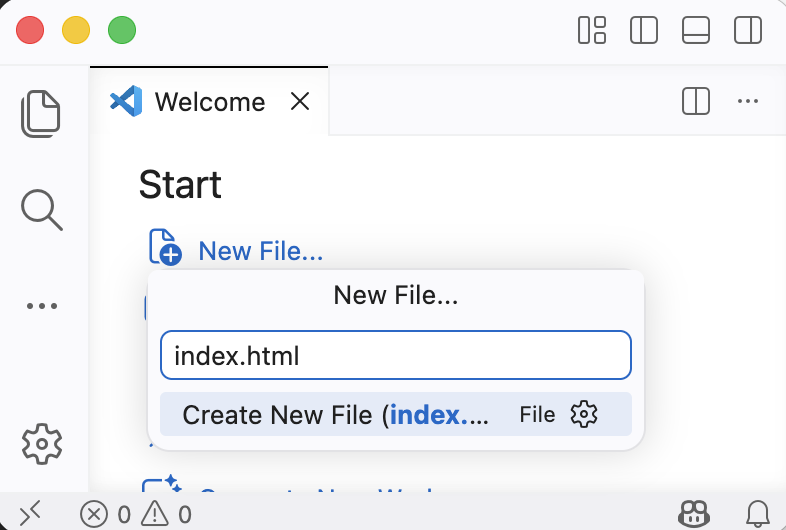 Welcome
Start
New File...
New File...
index.html
Create New File (index.... File
0 0